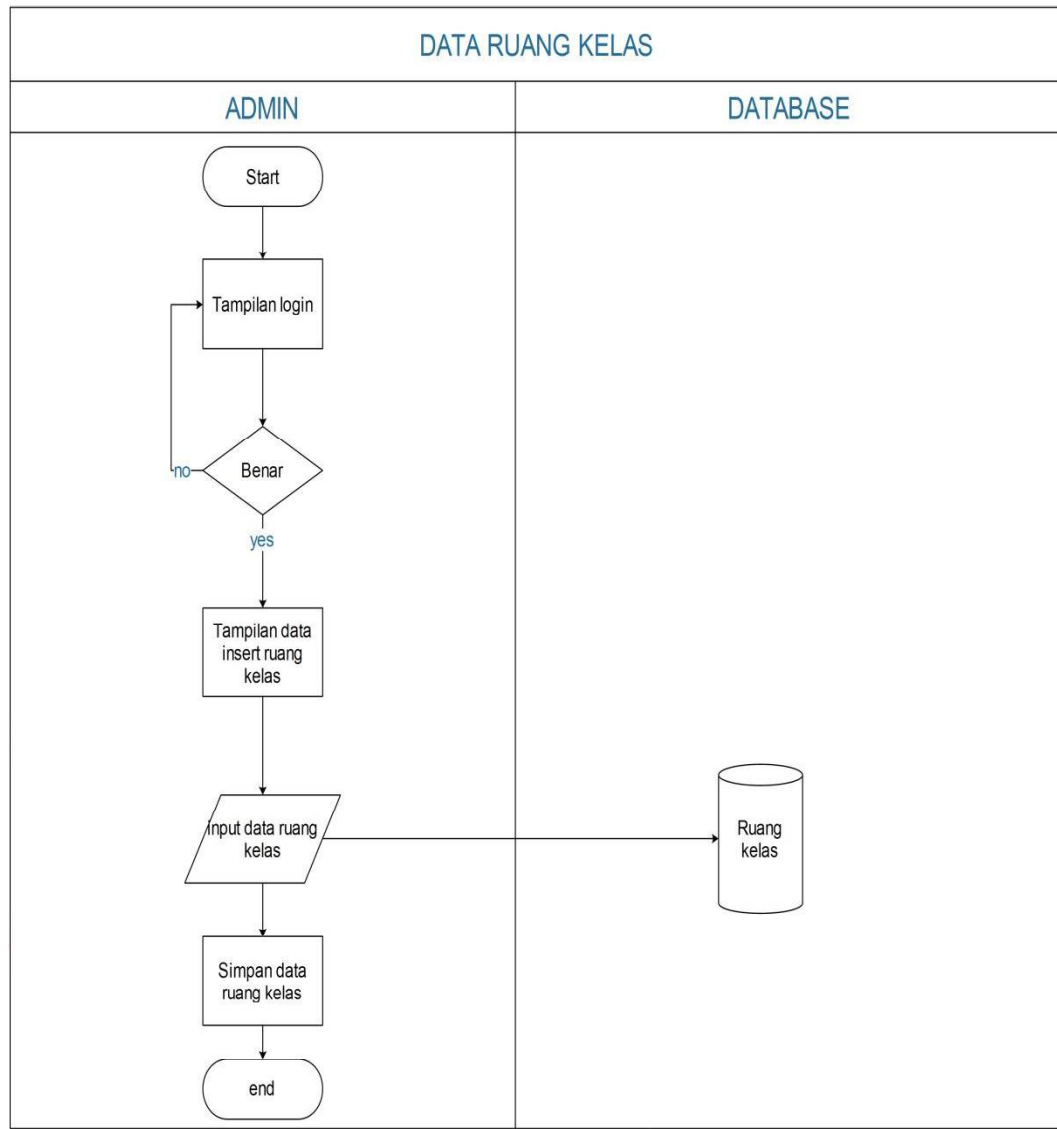 DATA RUANG KELAS
ADMIN
DATABASE
Start
Tampilan login
no
Benar
yes
Tampilan data
insert ruang
kelas
input data ruang
kelas
Ruang
kelas
Simpan data
ruang kelas
end